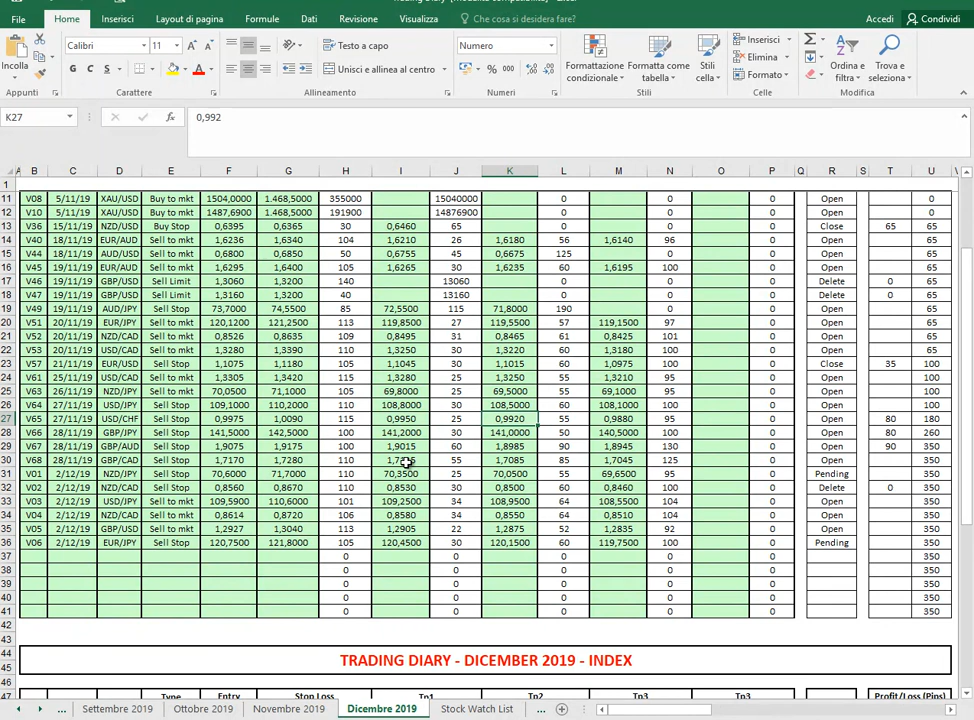 File Home Inserisci Layout di pagina Formule Dati Revisione Visualizza Che cosa si desidera fare? Accedi Condividi
Calibri 11 Testo a capo Numero Inserisci
Incolla G C S Unisci e allinea al centro % 000 Formattazione condizionale Formatta come tabella Stili cella Elimina Formato Ordina e filtra Trova e seleziona
Appunti Carattere Allineamento Numeri Stili Celle Modifica
K27 fx 0,992
A B C D E F G H I J K L M N O P Q R S T U
1
11 V08 5/11/19 XAU/USD Buy to mkt 1504,0000 1.468,5000 355000 15040000 0 0 0 Open 0
12 V10 5/11/19 XAU/USD Buy to mkt 1487,6900 1.468,5000 191900 14876900 0 0 0 Open 0
13 V36 15/11/19 NZD/USD Buy Stop 0,6395 0,6365 30 0,6460 65 0 0 0 Close 65 65
14 V40 18/11/19 EUR/AUD Sell to mkt 1,6236 1,6340 104 1,6210 26 1,6180 56 1,6140 96 0 Open 65
15 V44 18/11/19 AUD/USD Sell Stop 0,6800 0,6850 50 0,6755 45 0,6675 125 0 0 Open 65
16 V45 19/11/19 EUR/AUD Sell Stop 1,6295 1,6400 105 1,6265 30 1,6235 60 1,6195 100 0 Open 65
17 V46 19/11/19 GBP/USD Sell Limit 1,3060 1,3200 140 13060 0 0 0 Delete 0 65
18 V47 19/11/19 GBP/USD Sell Limit 1,3160 1,3200 40 13160 0 0 0 Delete 0 65
19 V49 19/11/19 AUD/JPY Sell Stop 73,7000 74,5500 85 72,5500 115 71,8000 190 0 0 Open 65
20 V51 20/11/19 EUR/JPY Sell to mkt 120,1200 121,2500 113 119,8500 27 119,5500 57 119,1500 97 0 Open 65
21 V52 20/11/19 NZD/CAD Sell to mkt 0,8526 0,8635 109 0,8495 31 0,8465 61 0,8425 101 0 Open 65
22 V53 20/11/19 USD/CAD Sell Stop 1,3280 1,3390 110 1,3250 30 1,3220 60 1,3180 100 0 Open 65
23 V57 21/11/19 EUR/USD Sell Stop 1,1075 1,1180 105 1,1045 30 1,1015 60 1,0975 100 0 Close 35 100
24 V61 25/11/19 USD/CAD Sell Stop 1,3305 1,3420 115 1,3280 25 1,3250 55 1,3210 95 0 Open 100
25 V63 26/11/19 NZD/JPY Sell Stop 70,0500 71,1000 105 69,8000 25 69,5000 55 69,1000 95 0 Open 100
26 V64 27/11/19 USD/JPY Sell Stop 109,1000 110,2000 110 108,8000 30 108,5000 60 108,1000 100 0 Open 100
27 V65 27/11/19 USD/CHF Sell Stop 0,9975 1,0090 115 0,9950 25 0,9920 55 0,9880 95 0 Open 80 180
28 V66 28/11/19 GBP/JPY Sell Stop 141,5000 142,5000 100 141,2000 30 141,0000 50 140,5000 100 0 Open 80 260
29 V67 28/11/19 GBP/AUD Sell Stop 1,9075 1,9175 100 1,9015 60 1,8985 90 1,8945 130 0 Open 90 350
30 V68 28/11/19 GBP/CAD Sell Stop 1,7170 1,7280 110 30 1,7085 85 1,7045 125 0 Open 350
31 V01 2/12/19 NZD/JPY Sell Stop 70,6000 71,7000 110 70,3500 25 70,0500 55 69,6500 95 0 Pending 350
32 V02 2/12/19 NZD/CAD Sell Stop 0,8560 0,8670 110 0,8530 30 0,8500 60 0,8460 100 0 Delete 0 350
33 V03 2/12/19 USD/JPY Sell Stop 109,5900 110,6000 101 109,2500 34 108,9500 64 108,5500 104 0 Open 350
34 V04 2/12/19 NZD/CAD Sell to mkt 0,8614 0,8720 106 0,8580 34 0,8550 64 0,8510 104 0 Open 350
35 V05 2/12/19 GBP/USD Sell to mkt 1,2927 1,3040 113 1,2905 22 1,2875 52 1,2835 92 0 Open 350
36 V06 2/12/19 EUR/JPY Sell Stop 120,7500 121,8000 105 120,4500 30 120,1500 60 119,7500 100 0 Pending 350
37 0 0 0 0 0 350
38 0 0 0 0 0 350
39 0 0 0 0 0 350
40 0 0 0 0 0 350
41 0 0 0 0 0 350
42
43
44 TRADING DIARY - DICEMBER 2019 - INDEX
45
46
47 Type Entry Stop Loss Tp1 Tp2 Tp3 Tp3 Profit/Loss (Pips)
... Settembre 2019 Ottobre 2019 Novembre 2019 Dicembre 2019 Stock Watch List ...